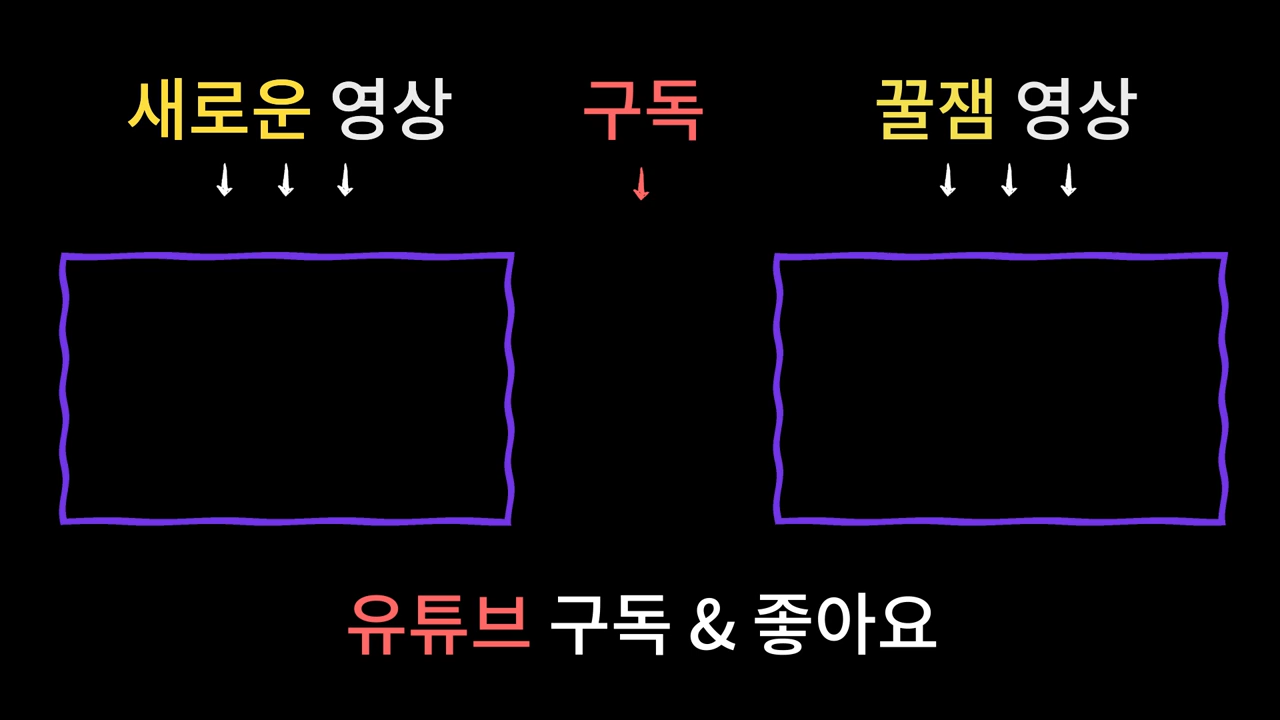 새로운 영상
구독
꿀잼 영상
유튜브 구독 & 좋아요